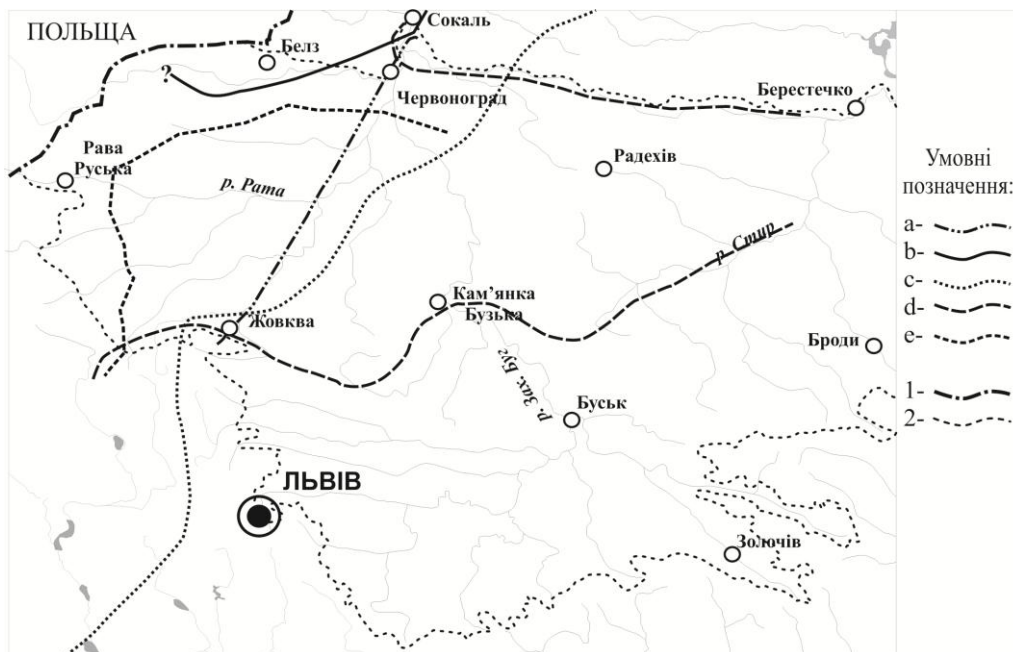 ПОЛЬЩА
Сокаль
Белз
?
Червоногряд
Берестечко
Рава
Руська
р. Рата
Радехів
р. Стир
Кам’янка
Бузька
Жовква
Броди
р. Зах. Буг
Буськ
ЛЬВІВ
Золочів
Умовні
позначення:
a-
b-
c-
d-
e-
1-
2-